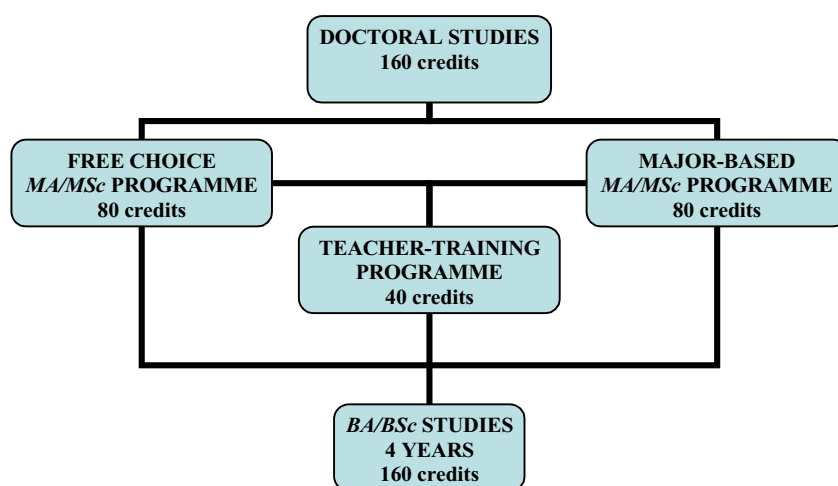 DOCTORAL STUDIES
160 credits
FREE CHOICE
MA/MSc PROGRAMME
80 credits
MAJOR-BASED
MA/MSc PROGRAMME
80 credits
TEACHER-TRAINING
PROGRAMME
40 credits
BA/BSc STUDIES
4 YEARS
160 credits